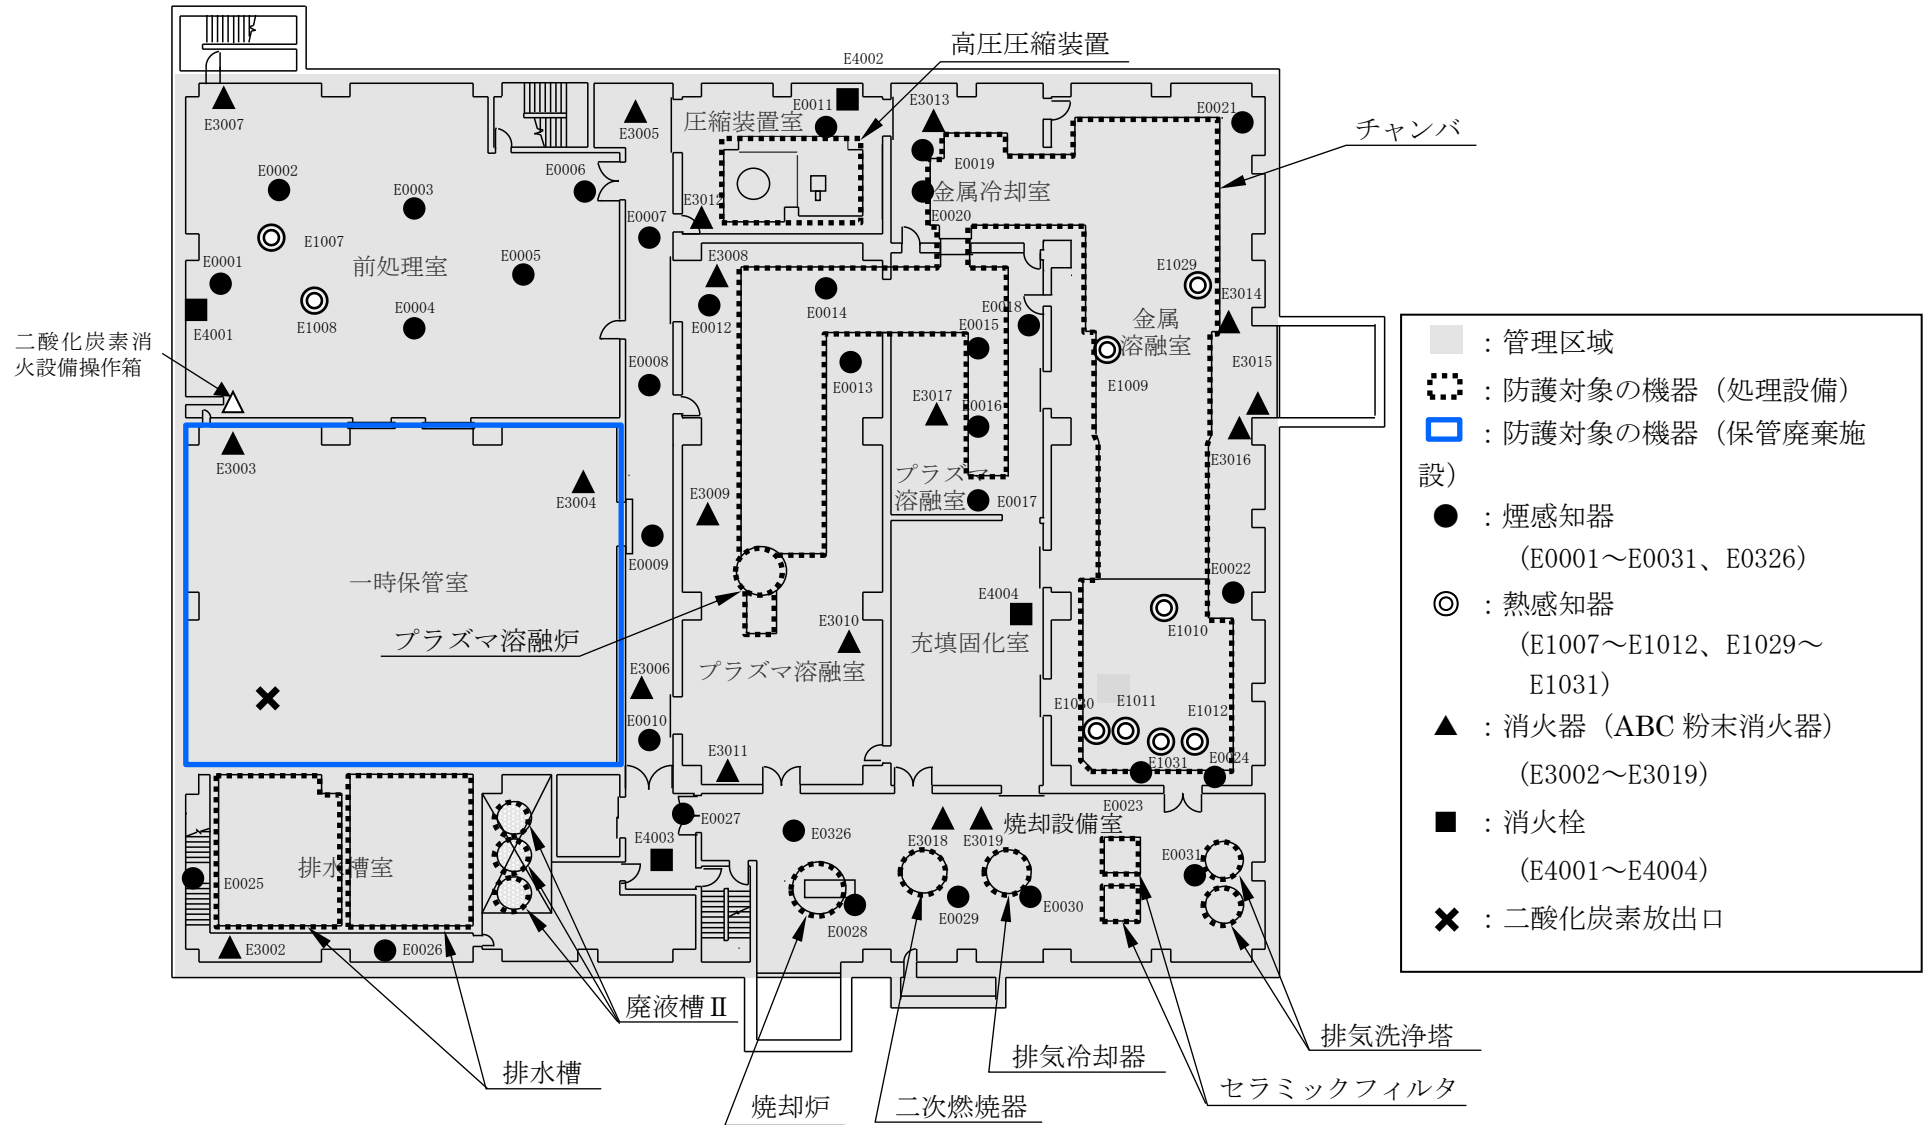 高圧圧縮装置
E4002
E3007
E3005
圧縮装置室
E0011
E3013
E0021
チャンバ
E0002
E0003
E0006
E0019
金属冷却室
E3012
E0020
E0007
E1007
E0001
前処理室
E0005
E3008
E1029
E3014
E1008
E0004
E4001
E0012
E0014
E0018
E0015
金属
溶融室
二酸化炭素消
火設備操作箱
E0008
E0013
E1009
E3015
E3017
E0016
E3003
E3004
E3009
プラズマ
溶融室
E0017
E3016
E0009
一時保管室
E0022
E4004
E1010
プラズマ溶融炉
E3010
充填固化室
プラズマ溶融室
E3006
E0010
E1030
E1011
E1012
E3011
E1031
E0024
E0027
E0326
E0023
E4003
E3018
E3019
焼却設備室
E0025
排水槽室
E0031
E3002
E0026
E0028
E0029
E0030
廃液槽Ⅱ
排水槽
焼却炉
二次燃焼器
排気冷却器
セラミックフィルタ
排気洗浄塔
：管理区域
：防護対象の機器（処理設備）
：防護対象の機器（保管廃棄施
設）
：煙感知器
（E0001～E0031、E0326）
：熱感知器
（E1007～E1012、E1029～
E1031）
：消火器（ABC 粉末消火器）
（E3002～E3019）
：消火栓
（E4001～E4004）
：二酸化炭素放出口